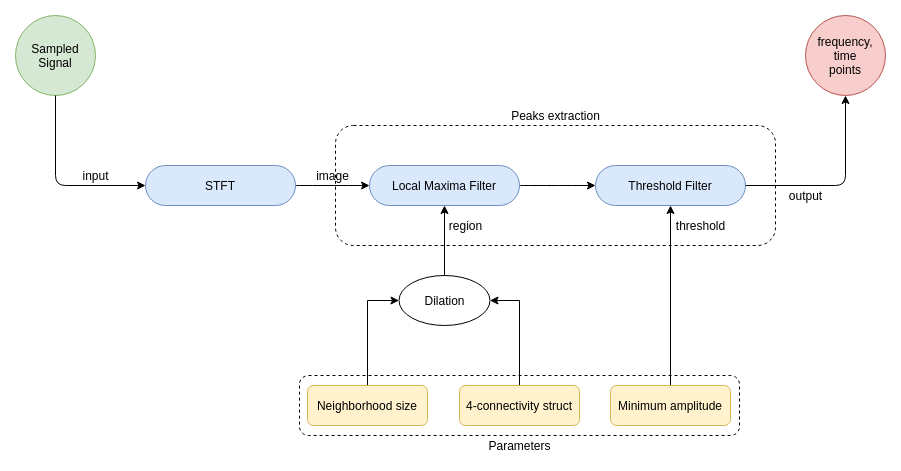 Sampled
Signal
frequency,
time
points
Peaks extraction
input
STFT
image
Local Maxima Filter
Threshold Filter
output
region
threshold
Dilation
Neighborhood size
4-connectivity struct
Minimum amplitude
Parameters